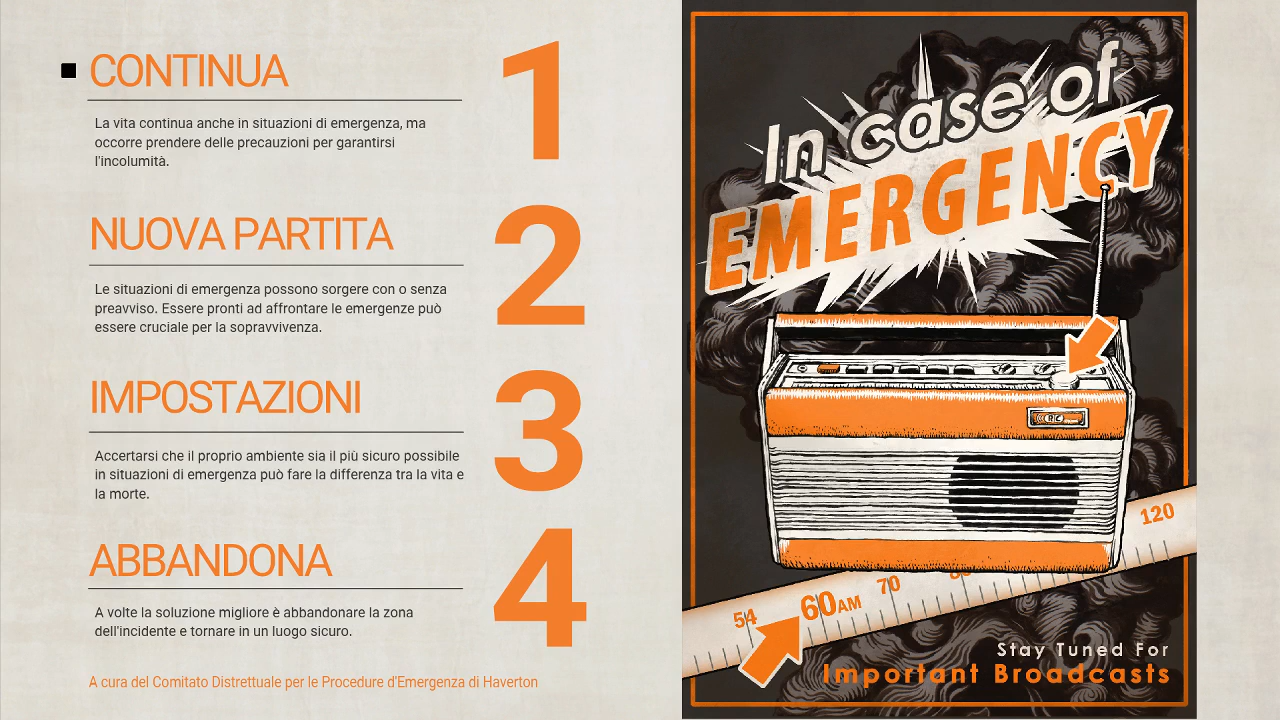 CONTINUA
1
La vita continua anche in situazioni di emergenza, ma
occorre prendere delle precauzioni per garantirsi
l'incolumità.
NUOVA PARTITA
2
Le situazioni di emergenza possono sorgere con o senza
preavviso. Essere pronti ad affrontare le emergenze può
essere cruciale per la sopravvivenza.
IMPOSTAZIONI
3
Accertarsi che il proprio ambiente sia il più sicuro possibile
in situazioni di emergenza può fare la differenza tra la vita e
la morte.
ABBANDONA
4
A volte la soluzione migliore è abbandonare la zona
dell'incidente e tornare in un luogo sicuro.
A cura del Comitato Distrettuale per le Procedure d'Emergenza di Haverton
In case of
EMERGENCY
54 60AM 70 120
Stay Tuned For
Important Broadcasts